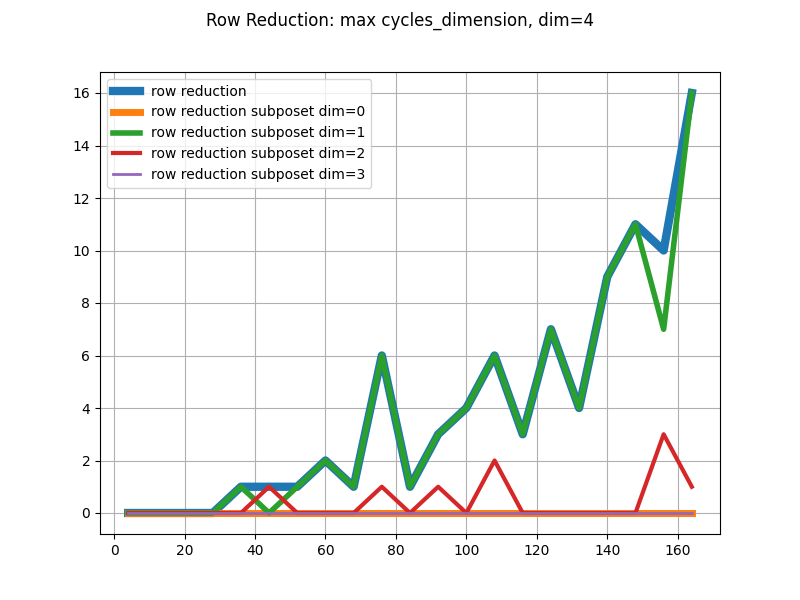 Row Reduction: max cycles_dimension, dim=4
row reduction
row reduction subposet dim=0
row reduction subposet dim=1
row reduction subposet dim=2
row reduction subposet dim=3
16
14
12
10
8
6
4
2
0
0 20 40 60 80 100 120 140 160